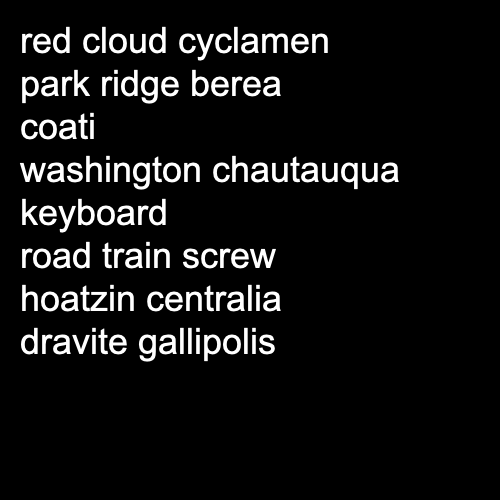 red cloud cyclamen
park ridge berea
coati
washington chautauqua
keyboard
road train screw
hoatzin centralia
dravite gallipolis